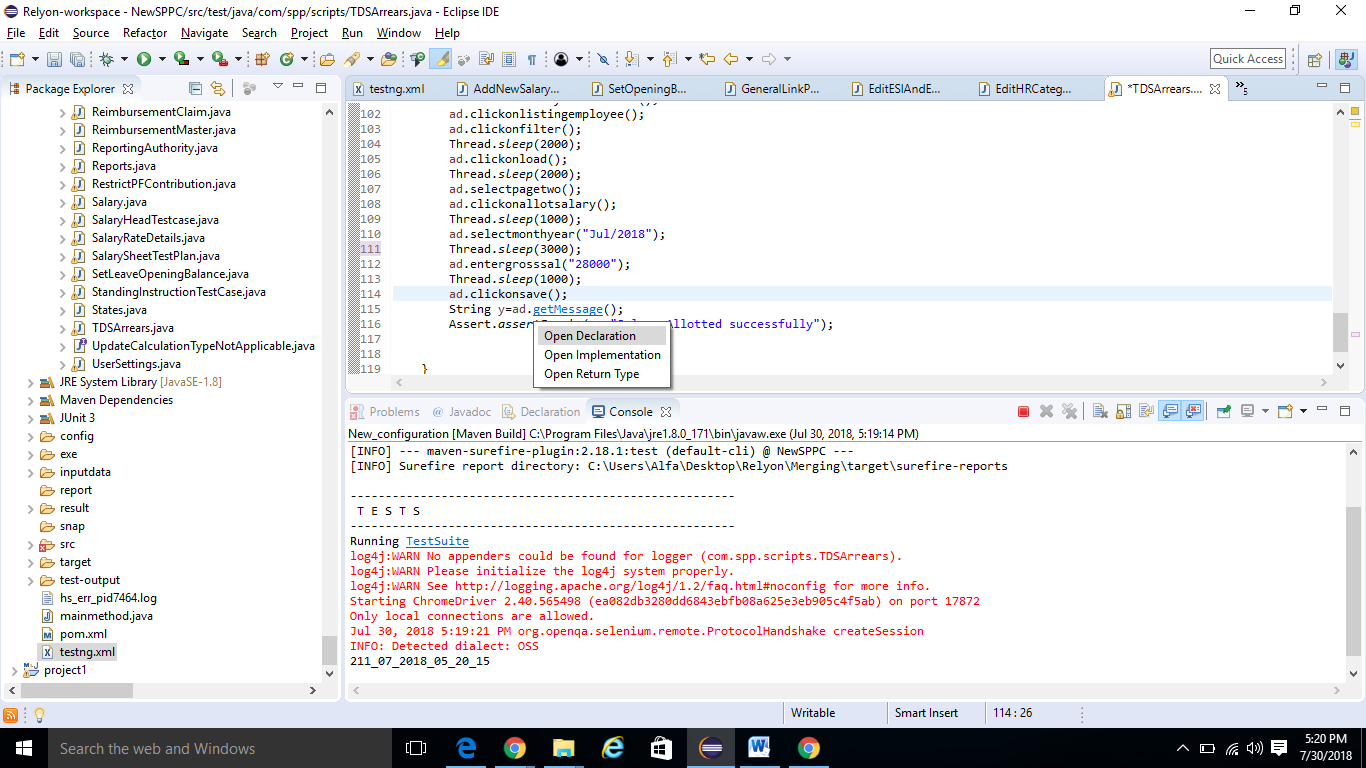 Relyon-workspace - NewSPPC/src/test/java/com/spp/scripts/TDSArrears.java - Eclipse IDE
File Edit Source Refactor Navigate Search Project Run Window Help
Quick Access
Package Explorer
testng.xml AddNewSalary... SetOpeningB... GeneralLinkP... EditESIAndE... EditHRCateg... *TDSArrears.... »5
ReimbursementClaim.java
ReimbursementMaster.java
ReportingAuthority.java
Reports.java
RestrictPFContribution.java
Salary.java
SalaryHeadTestcase.java
SalaryRateDetails.java
SalarySheetTestPlan.java
SetLeaveOpeningBalance.java
StandingInstructionTestCase.java
States.java
TDSArrears.java
UpdateCalculationTypeNotApplicable.java
UserSettings.java
JRE System Library [JavaSE-1.8]
Maven Dependencies
JUnit 3
config
exe
inputdata
report
result
snap
src
target
test-output
hs_err_pid7464.log
mainmethod.java
pom.xml
testng.xml
project1
102 ad.clickonlistingemployee();
103 ad.clickonfilter();
104 Thread.sleep(2000);
105 ad.clickonload();
106 Thread.sleep(2000);
107 ad.selectpagetwo();
108 ad.clickonallotsalary();
109 Thread.sleep(1000);
110 ad.selectmonthyear("Jul/2018");
111 Thread.sleep(3000);
112 ad.entergrosssal("28000");
113 Thread.sleep(1000);
114 ad.clickonsave();
115 String y=ad.getMessage();
116 Assert.asser Allotted successfully");
117
118
119 }
Open Declaration
Open Implementation
Open Return Type
Problems @ Javadoc Declaration Console
New_configuration [Maven Build] C:\Program Files\Java\jre1.8.0_171\bin\javaw.exe (Jul 30, 2018, 5:19:14 PM)
[INFO] --- maven-surefire-plugin:2.18.1:test (default-cli) @ NewSPPC ---
[INFO] Surefire report directory: C:\Users\Alfa\Desktop\Relyon\Merging\target\surefire-reports
-------------------------------------------------------
T E S T S
-------------------------------------------------------
Running TestSuite
log4j:WARN No appenders could be found for logger (com.spp.scripts.TDSArrears).
log4j:WARN Please initialize the log4j system properly.
log4j:WARN See http://logging.apache.org/log4j/1.2/faq.html#noconfig for more info.
Starting ChromeDriver 2.40.565498 (ea082db3280dd6843ebfb08a625e3eb905c4f5ab) on port 17872
Only local connections are allowed.
Jul 30, 2018 5:19:21 PM org.openqa.selenium.remote.ProtocolHandshake createSession
INFO: Detected dialect: OSS
211_07_2018_05_20_15
Writable Smart Insert 114 : 26
Search the web and Windows
5:20 PM
7/30/2018